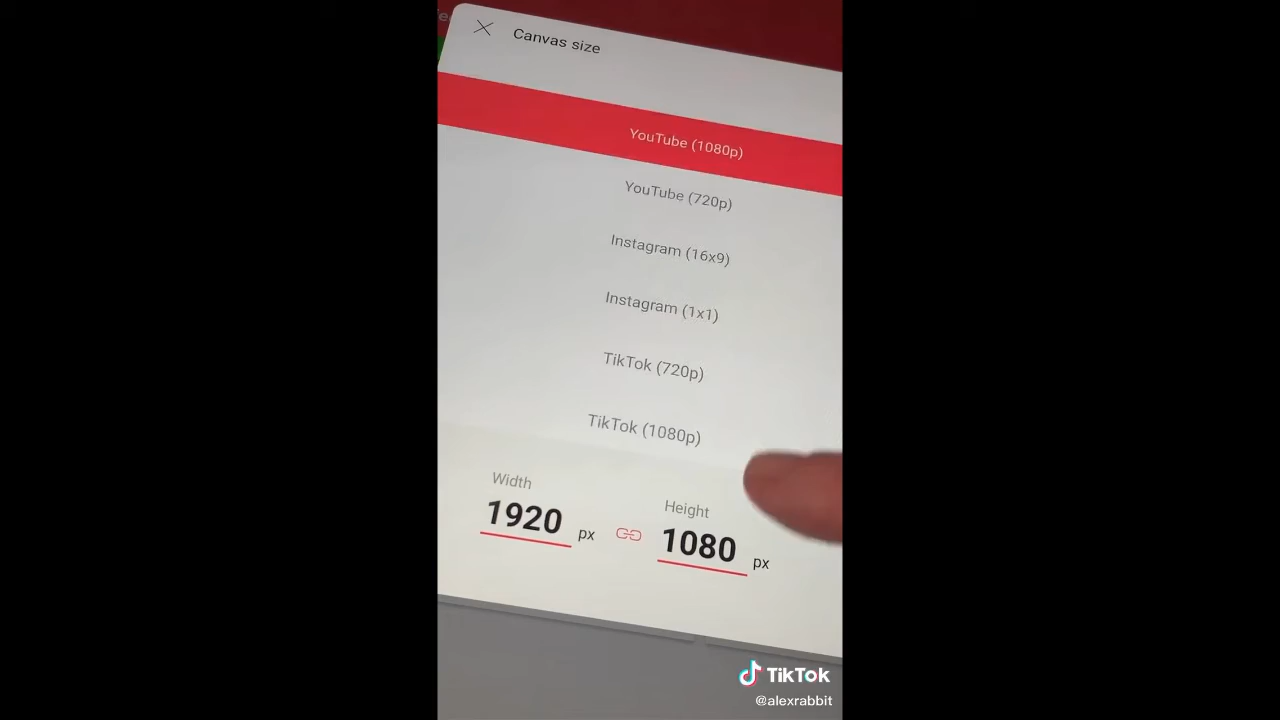 Canvas size
YouTube (1080p)
YouTube (720p)
Instagram (16x9)
Instagram (1x1)
TikTok (720p)
TikTok (1080p)
Width
Height
1920 px
1080 px
TikTok
@alexrabbit